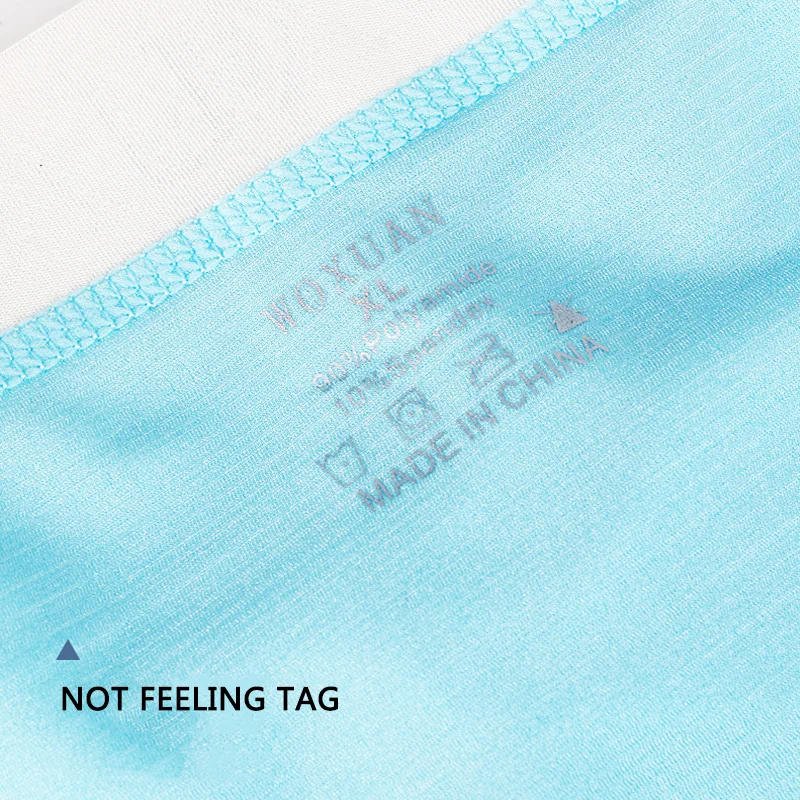 WOXUAN
XL
90%Polyamide
10%Spandex
MADE IN CHINA
NOT FEELING TAG